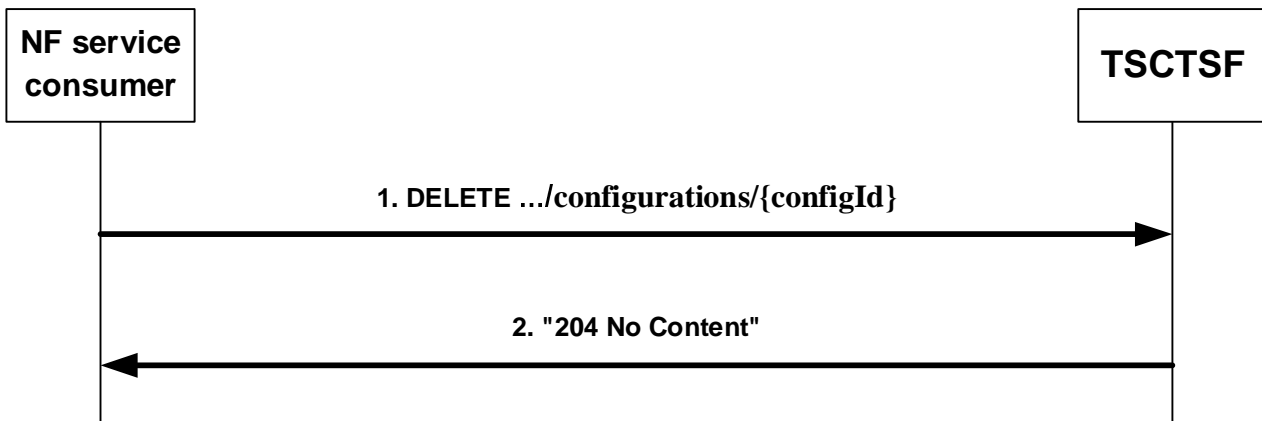 NF service
consumer
TSCTSF
1. DELETE .../configurations/{configId}
2. "204 No Content"